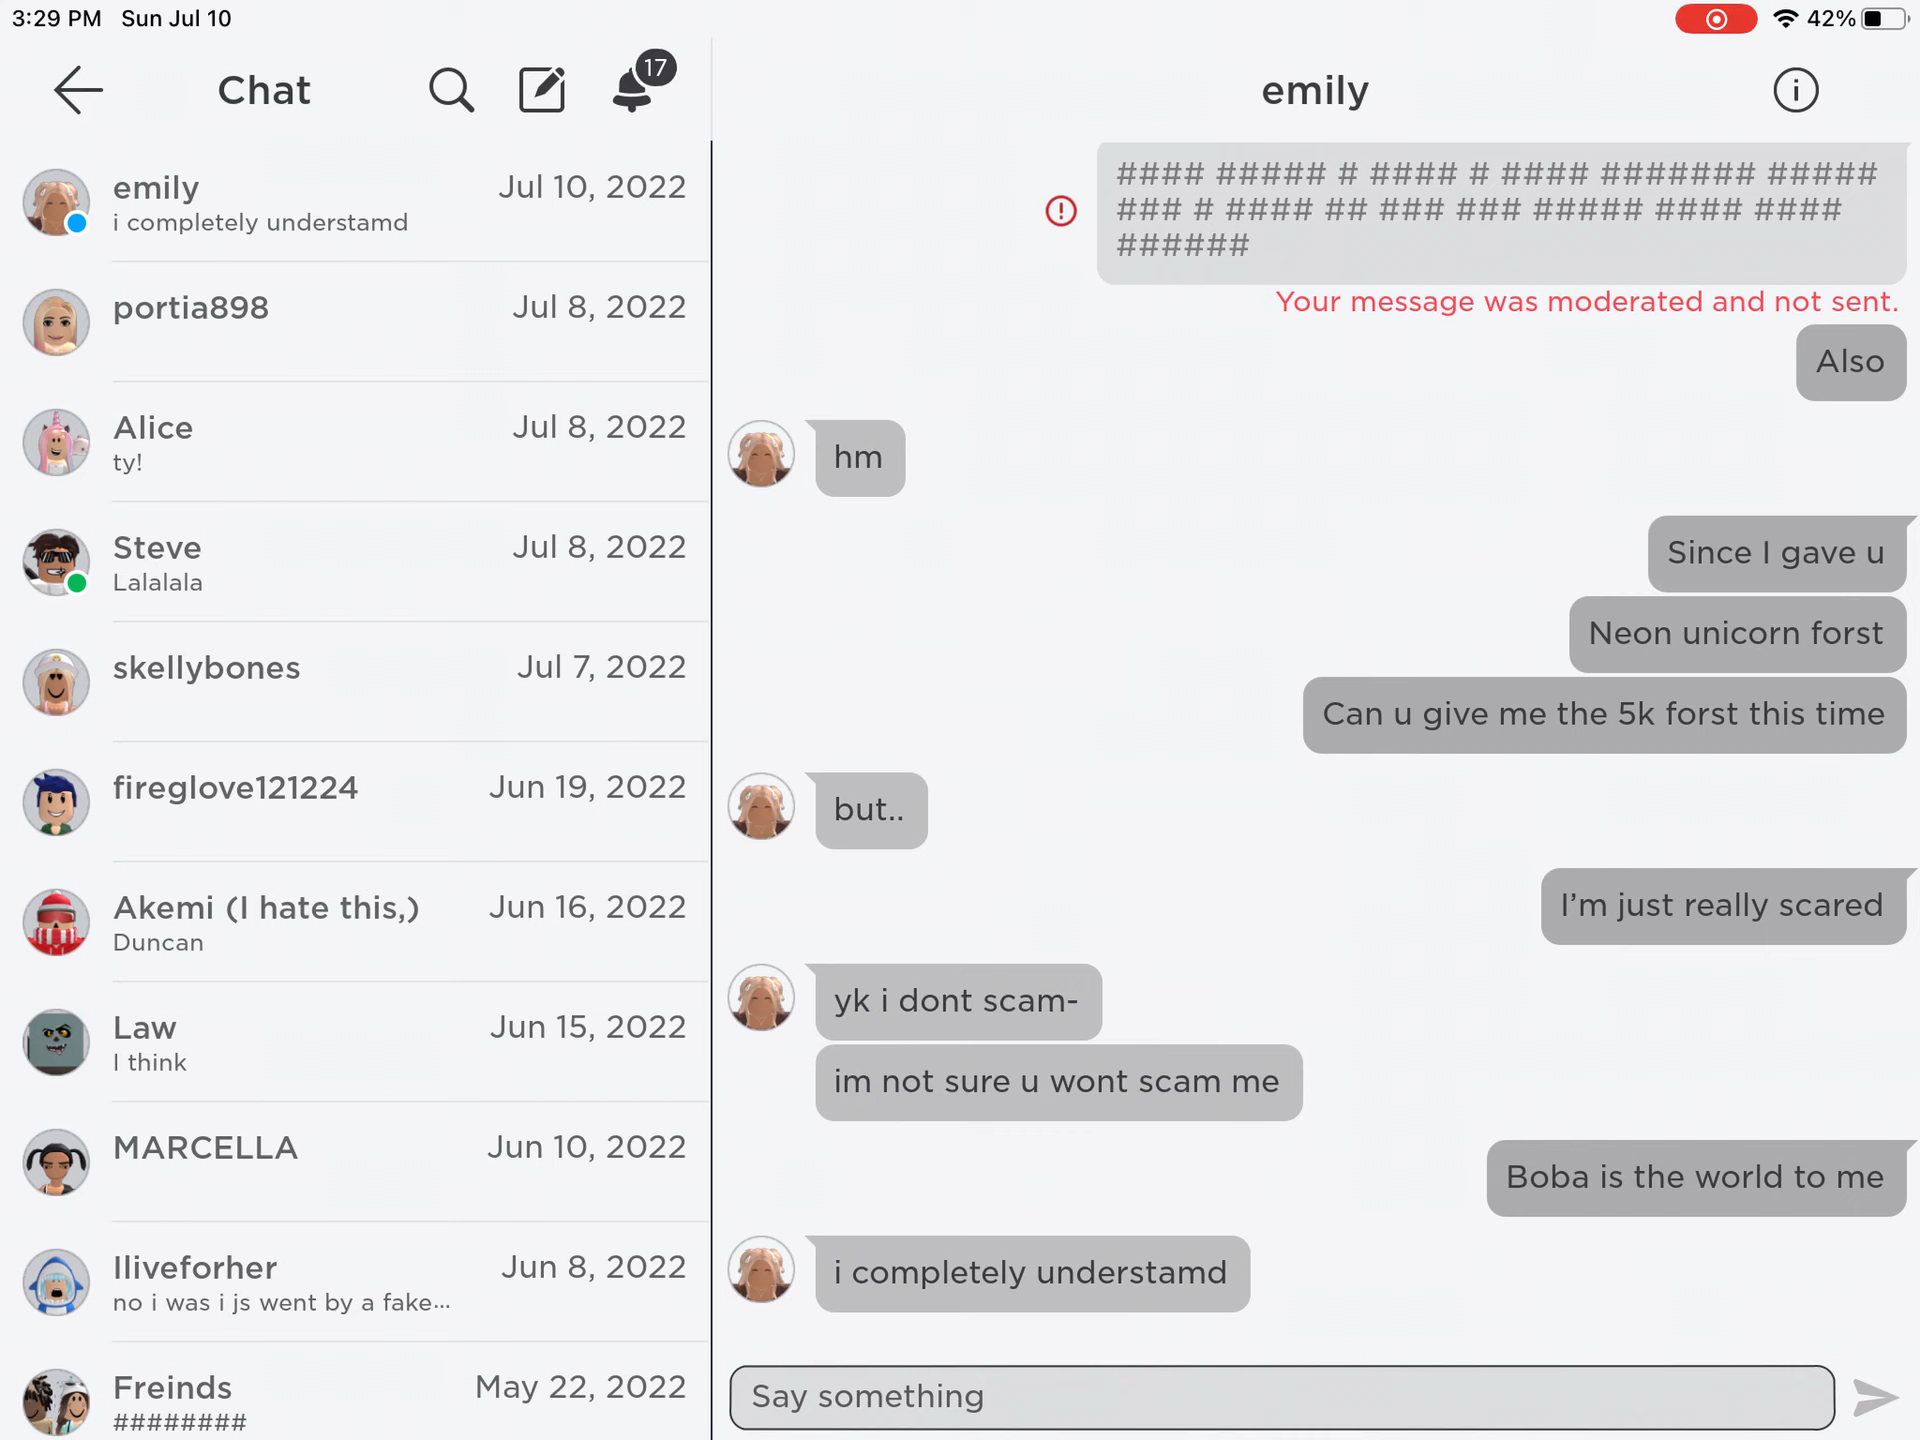 3:29 PM Sun Jul 10
42%
Chat
17
emily
Jul 10, 2022
i completely understamd
portia898
Jul 8, 2022
Alice
Jul 8, 2022
ty!
Steve
Jul 8, 2022
Lalalala
skellybones
Jul 7, 2022
fireglove121224
Jun 19, 2022
Akemi (I hate this,)
Jun 16, 2022
Duncan
Law
Jun 15, 2022
I think
MARCELLA
Jun 10, 2022
Iliveforher
Jun 8, 2022
no i was i js went by a fake...
Freinds
May 22, 2022
########
emily
#### ##### # #### # #### ####### #####
### # #### ## ### ### ##### #### ####
######
Your message was moderated and not sent.
Also
hm
Since I gave u
Neon unicorn forst
Can u give me the 5k forst this time
but..
I’m just really scared
yk i dont scam-
im not sure u wont scam me
Boba is the world to me
i completely understamd
Say something